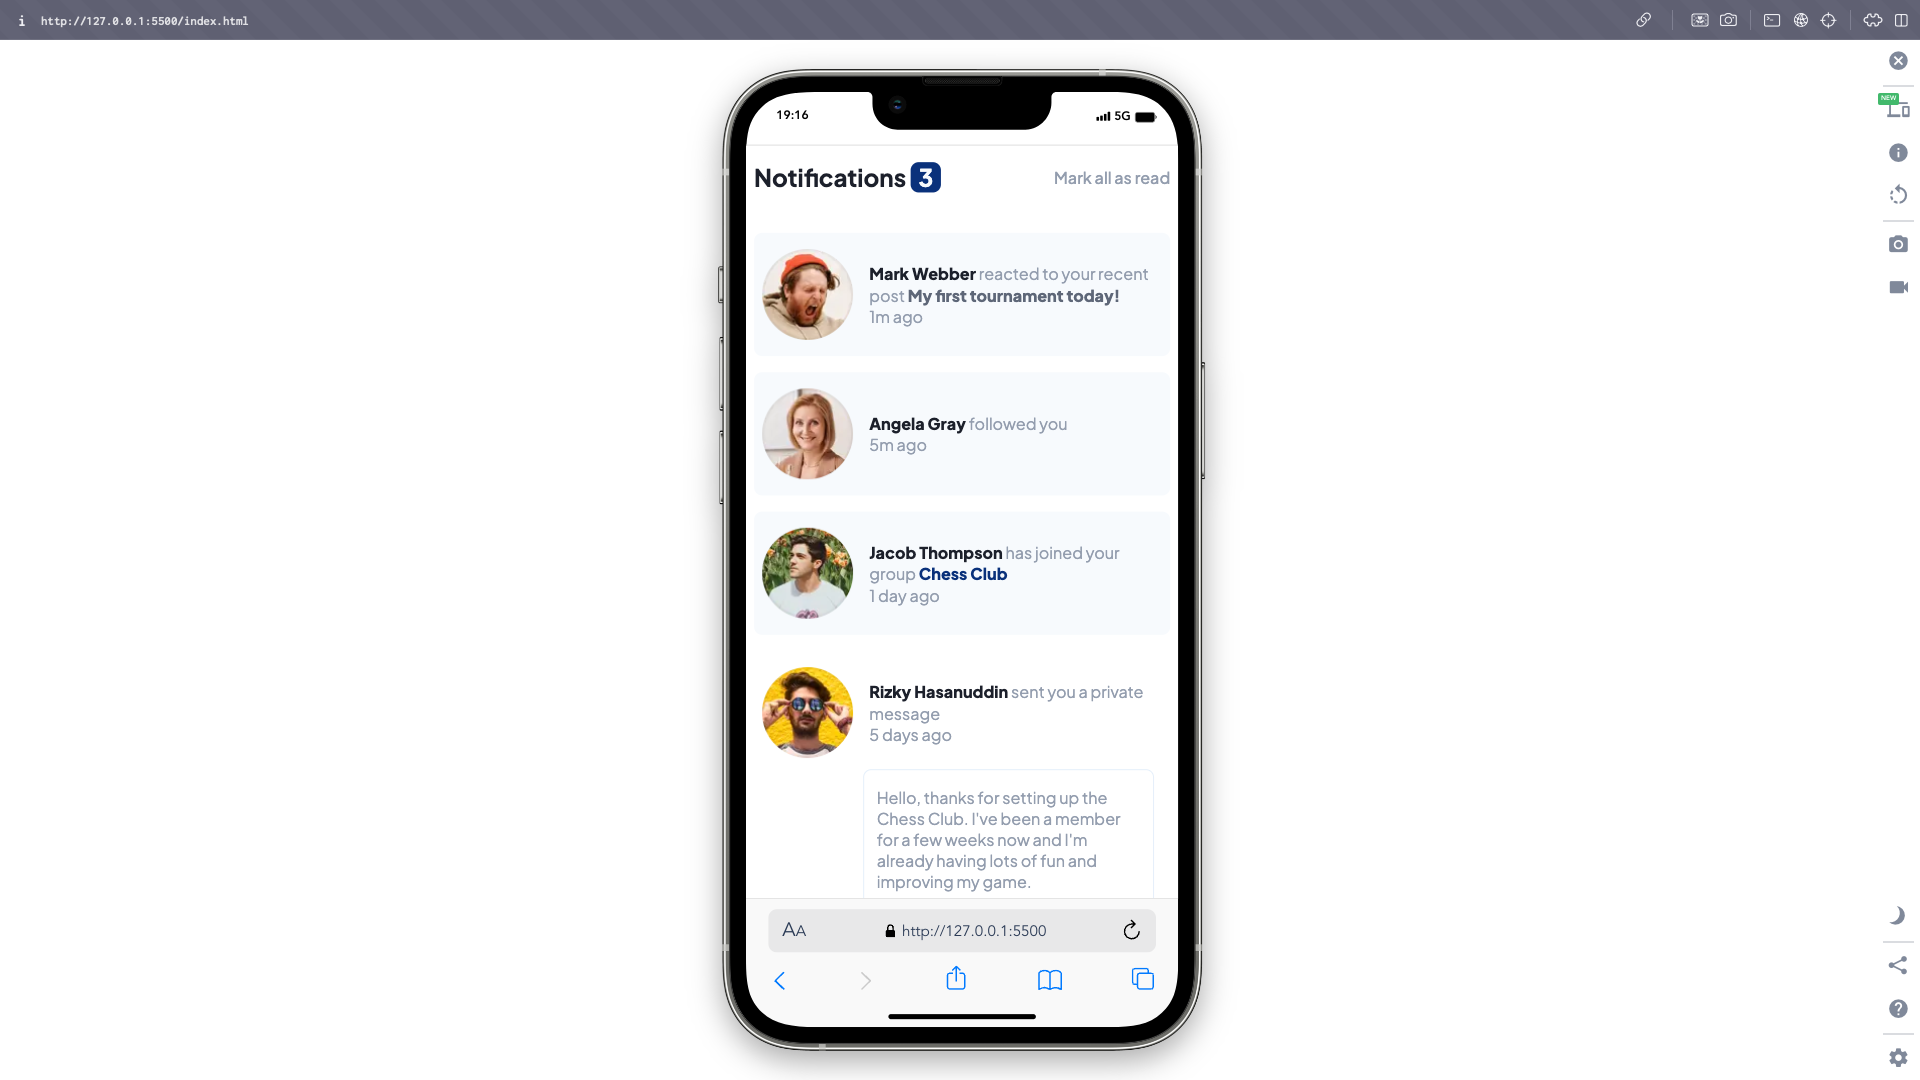 i http://127.0.0.1:5500/index.html
NEW
19:16
5G
Notifications 3
Mark all as read
Mark Webber reacted to your recent
post My first tournament today!
1m ago
Angela Gray followed you
5m ago
Jacob Thompson has joined your
group Chess Club
1 day ago
Rizky Hasanuddin sent you a private
message
5 days ago
Hello, thanks for setting up the
Chess Club. I've been a member
for a few weeks now and I'm
already having lots of fun and
improving my game.
AA
http://127.0.0.1:5500